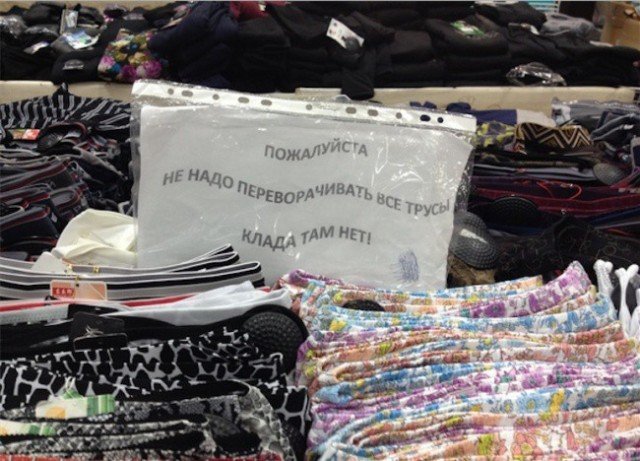 ПОЖАЛУЙСТА
НЕ НАДО ПЕРЕВОРАЧИВАТЬ ВСЕ ТРУСЫ
КЛАДА ТАМ НЕТ!